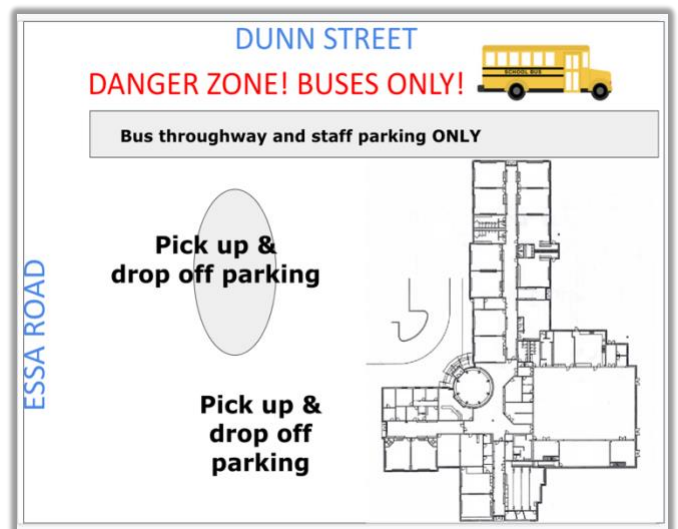 DUNN STREET
DANGER ZONE! BUSES ONLY!
SCHOOL BUS
Bus throughway and staff parking ONLY
Pick up &
drop off parking
ESSA ROAD
Pick up &
drop off
parking